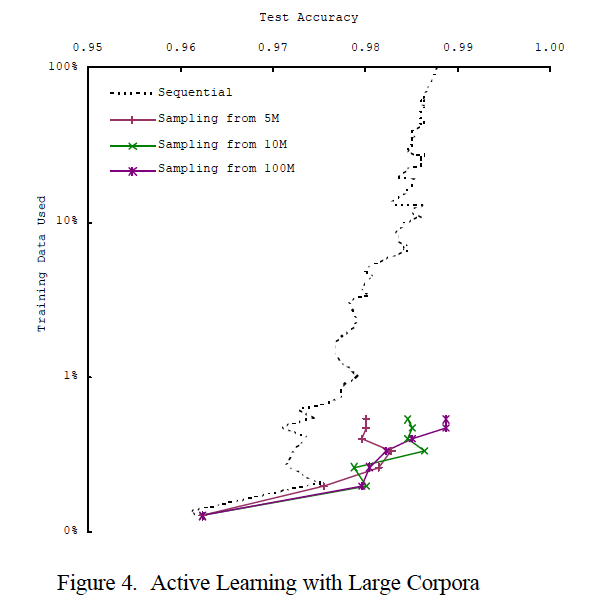 Test Accuracy
0.95 0.96 0.97 0.98 0.99 1.00
100%
Sequential
Sampling from 5M
Sampling from 10M
Sampling from 100M
10%
Training Data Used
1%
0%
Figure 4. Active Learning with Large Corpora